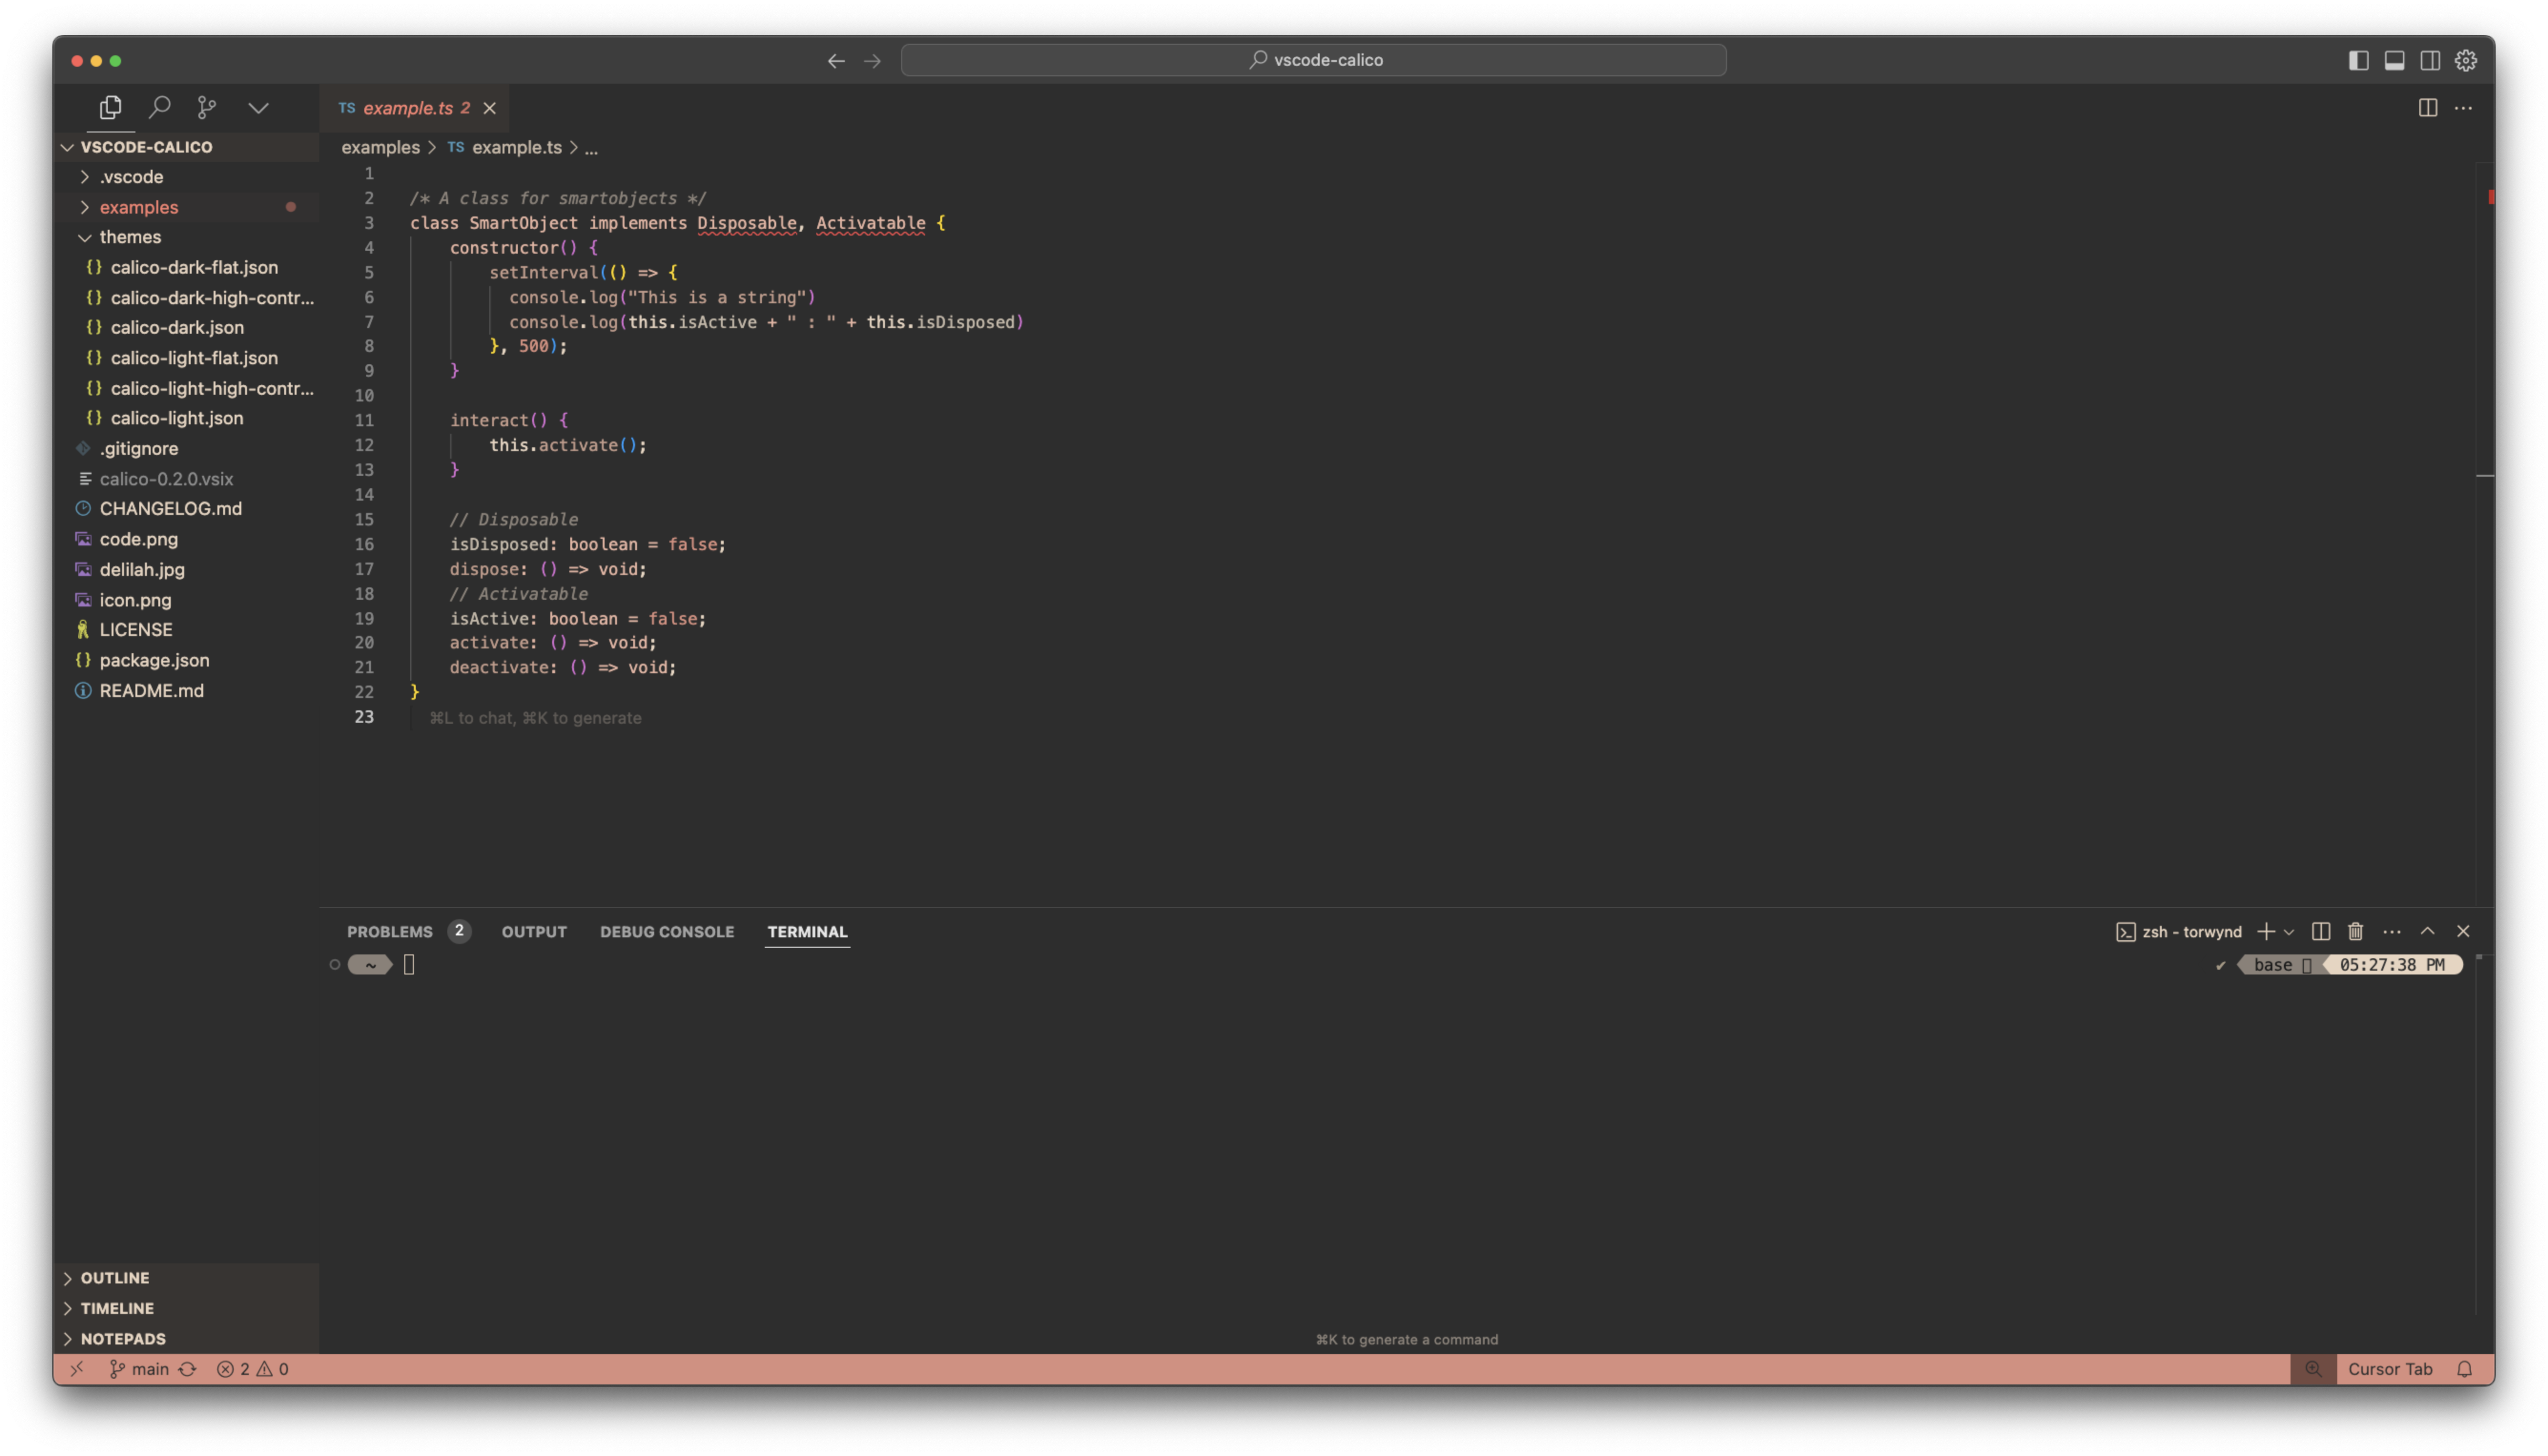 vscode-calico
TS example.ts 2
VSCODE-CALICO
.vscode
examples
themes
{} calico-dark-flat.json
{} calico-dark-high-contr...
{} calico-dark.json
{} calico-light-flat.json
{} calico-light-high-contr...
{} calico-light.json
.gitignore
calico-0.2.0.vsix
CHANGELOG.md
code.png
delilah.jpg
icon.png
LICENSE
{} package.json
README.md
OUTLINE
TIMELINE
NOTEPADS
examples > TS example.ts > ...
1
2 /* A class for smartobjects */
3 class SmartObject implements Disposable, Activatable {
4 constructor() {
5 setInterval(() => {
6 console.log("This is a string")
7 console.log(this.isActive + " : " + this.isDisposed)
8 }, 500);
9 }
10
11 interact() {
12 this.activate();
13 }
14
15 // Disposable
16 isDisposed: boolean = false;
17 dispose: () => void;
18 // Activatable
19 isActive: boolean = false;
20 activate: () => void;
21 deactivate: () => void;
22 }
23 ⌘L to chat, ⌘K to generate
PROBLEMS 2 OUTPUT DEBUG CONSOLE TERMINAL zsh - torwynd
~ ✔ base 05:27:38 PM
⌘K to generate a command
main 2 0 Cursor Tab